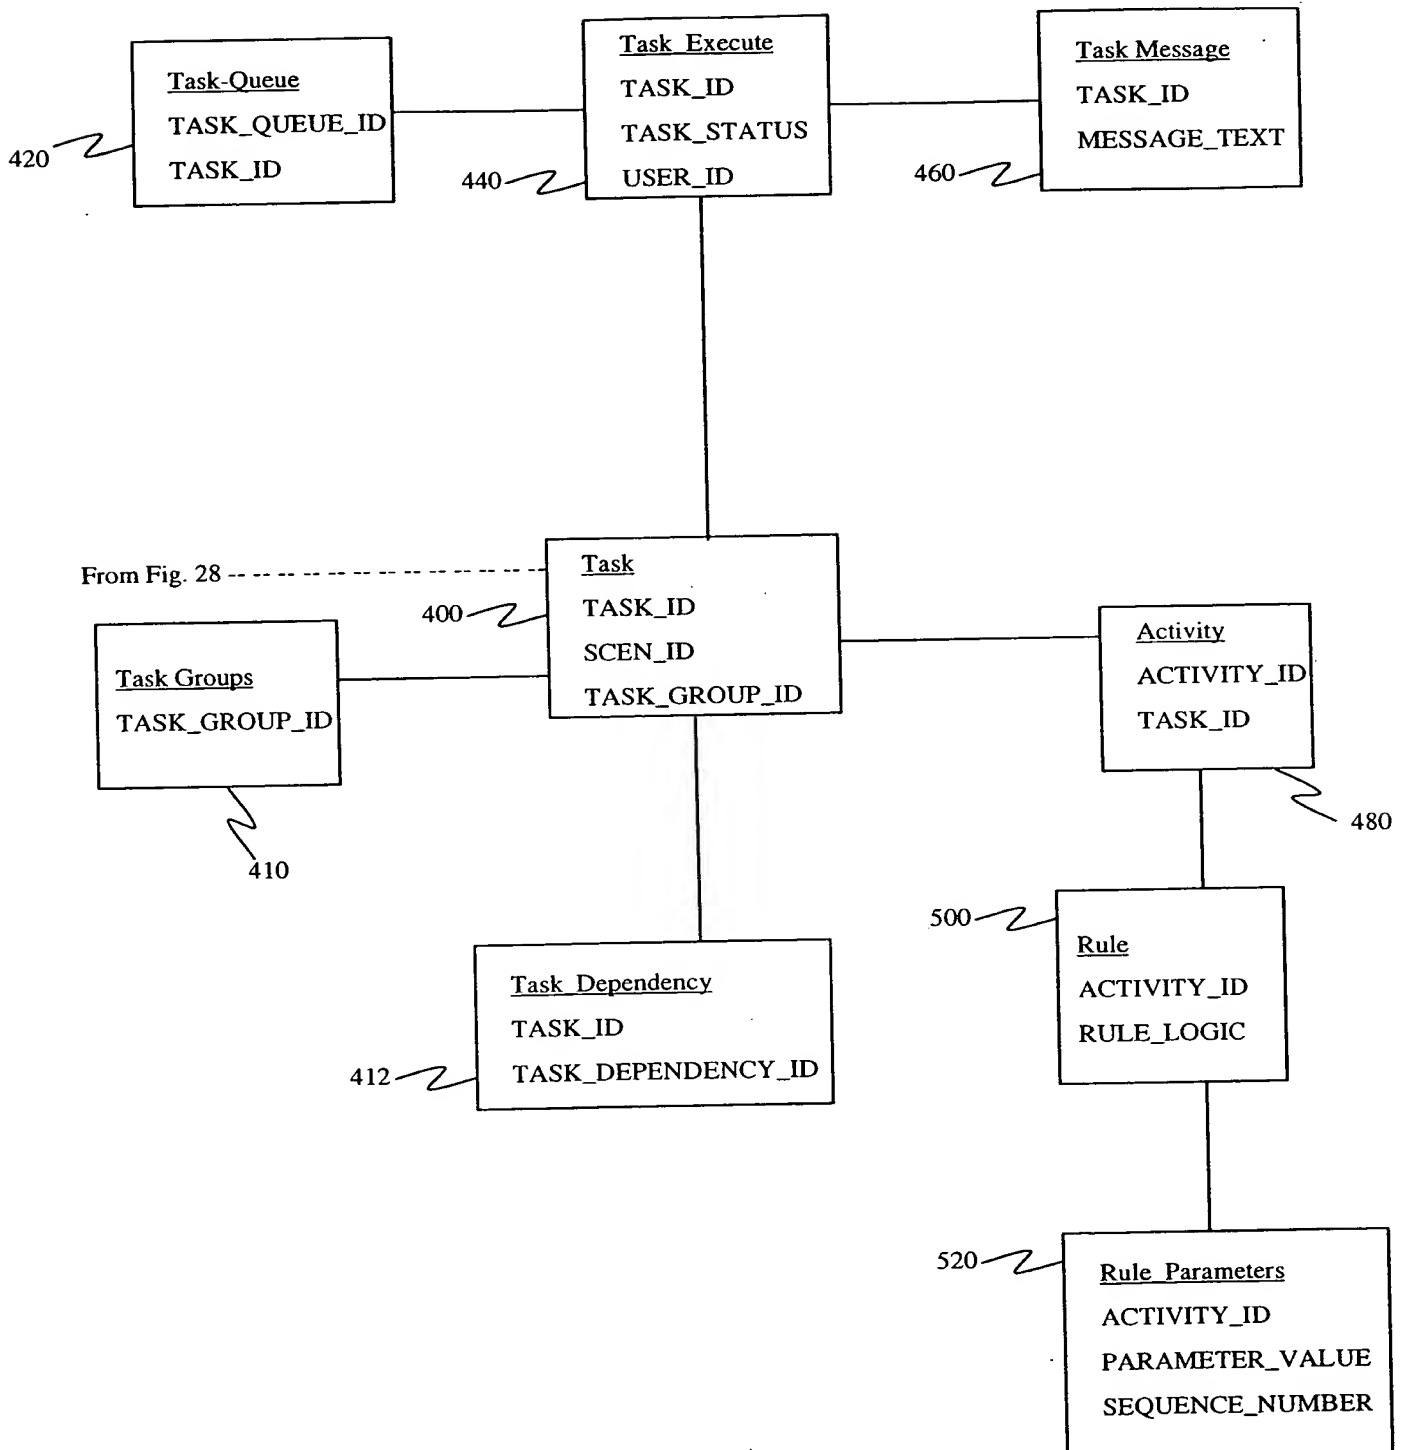 Task-Queue
TASK_QUEUE_ID
TASK_ID
420
Task_Execute
TASK_ID
TASK_STATUS
USER_ID
440
Task Message
TASK_ID
MESSAGE_TEXT
460
From Fig. 28
Task
TASK_ID
SCEN_ID
TASK_GROUP_ID
400
Task Groups
TASK_GROUP_ID
410
Activity
ACTIVITY_ID
TASK_ID
480
Task_Dependency
TASK_ID
TASK_DEPENDENCY_ID
412
500
Rule
ACTIVITY_ID
RULE_LOGIC
520
Rule_Parameters
ACTIVITY_ID
PARAMETER_VALUE
SEQUENCE_NUMBER